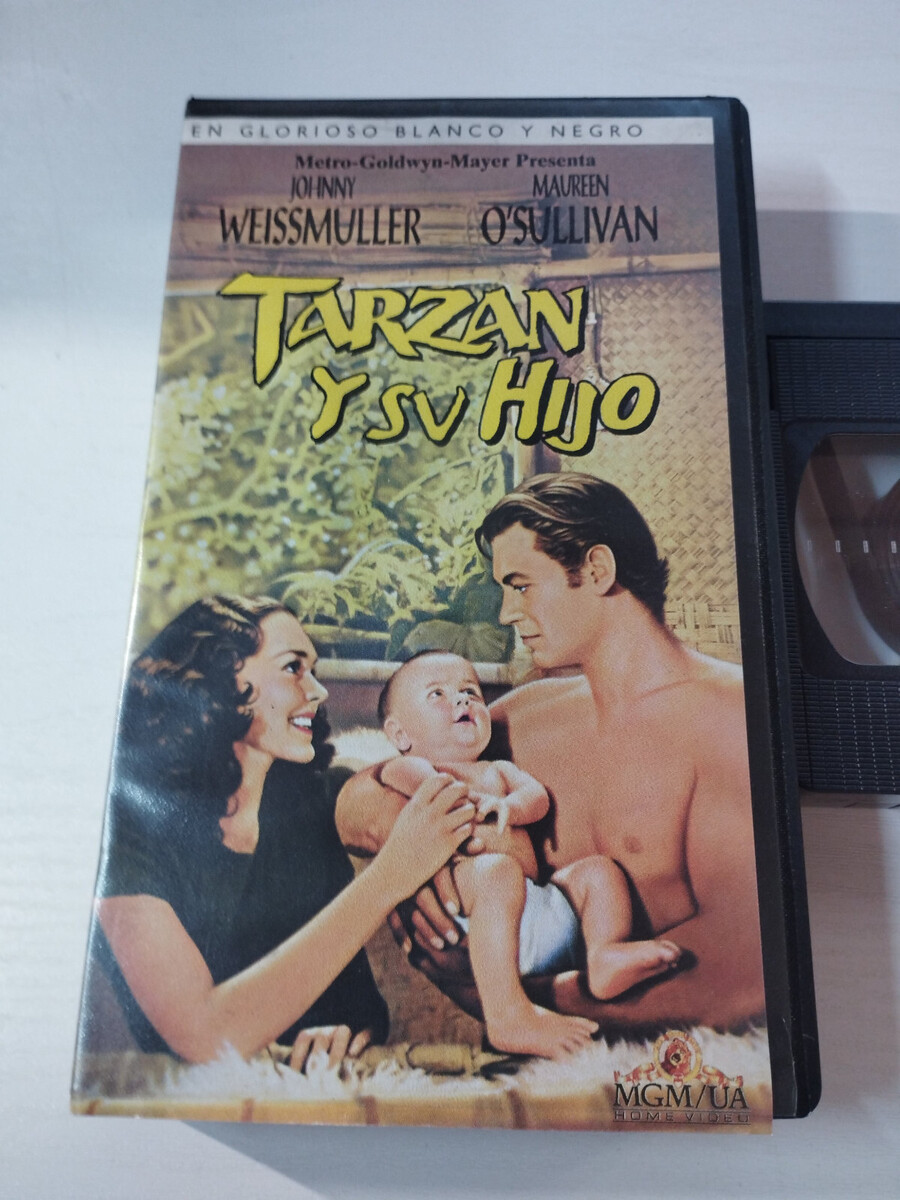 EN GLORIOSO BLANCO Y NEGRO
Metro-Goldwyn-Mayer Presenta
JOHNNY MAUREEN
WEISSMULLER O'SULLIVAN
TARZAN
Y SU HIJO
MGM/UA
HOME VIDEO